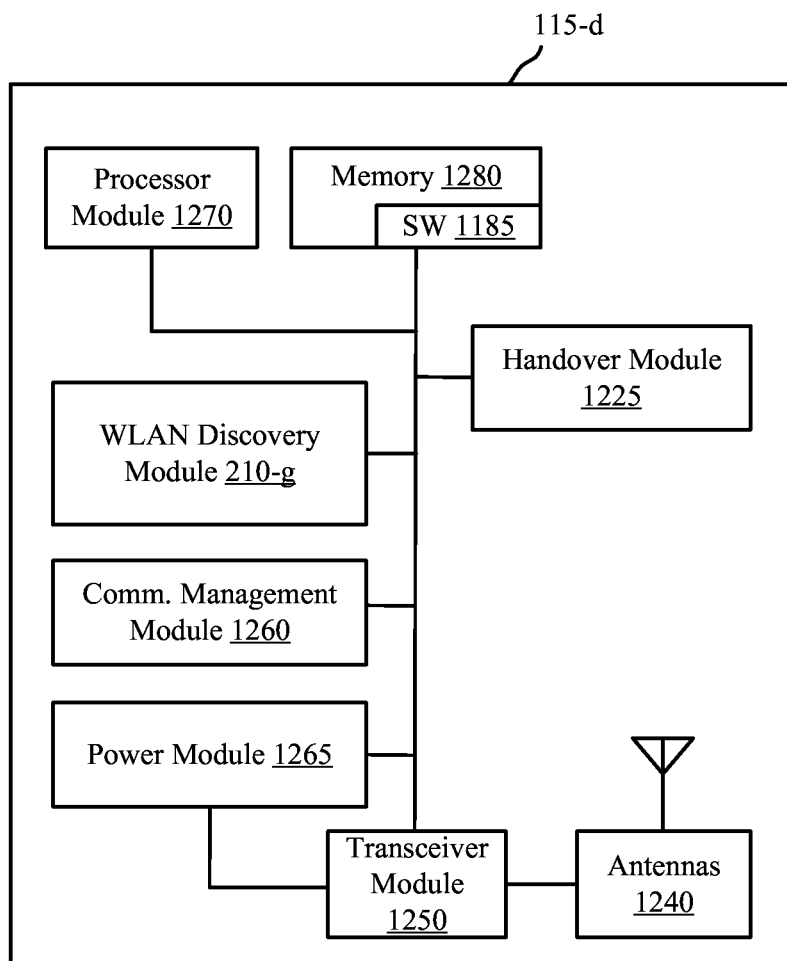 115-d
Processor
Module 1270
Memory 1280
SW 1185
Handover Module
1225
WLAN Discovery
Module 210-g
Comm. Management
Module 1260
Power Module 1265
Transceiver
Module
1250
Antennas
1240